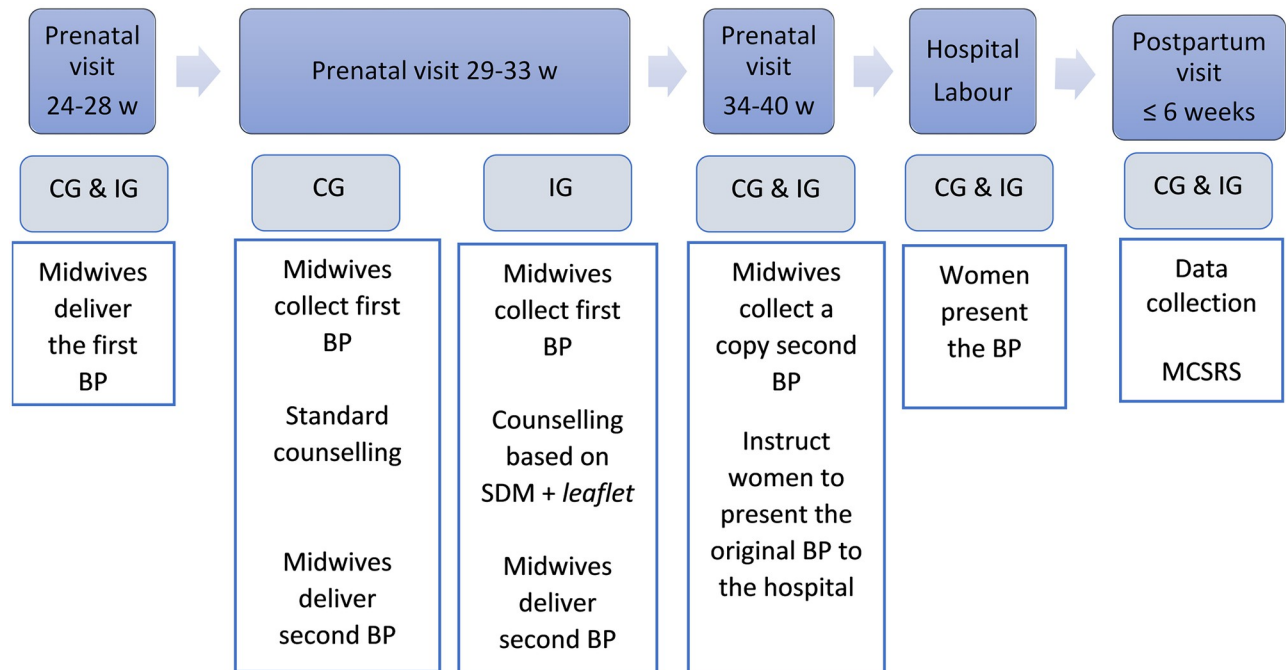 Prenatal
visit
24-28 w
Prenatal visit 29-33 w
Prenatal
visit
34-40 w
Hospital
Labour
Postpartum
visit
≤ 6 weeks
CG & IG
CG
IG
CG & IG
CG & IG
CG & IG
Midwives
deliver
the first
BP
Midwives
collect first
BP
Standard
counselling
Midwives
deliver
second BP
Midwives
collect first
BP
Counselling
based on
SDM + leaflet
Midwives
deliver
second BP
Midwives
collect a
copy second
BP
Instruct
women to
present the
original BP to
the hospital
Women
present
the BP
Data
collection
MCSRS